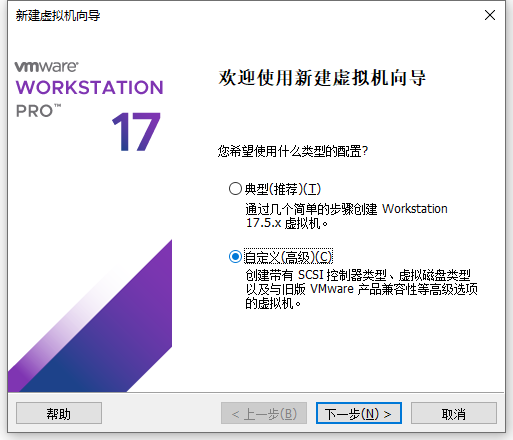 新建虚拟机向导
vmware®
WORKSTATION
PRO™
17
欢迎使用新建虚拟机向导
您希望使用什么类型的配置?
典型(推荐)(T)
通过几个简单的步骤创建 Workstation
17.5.x 虚拟机。
自定义(高级)(C)
创建带有 SCSI 控制器类型、虚拟磁盘类型
以及与旧版 VMware 产品兼容性等高级选项
的虚拟机。
帮助
< 上一步(B)
下一步(N) >
取消